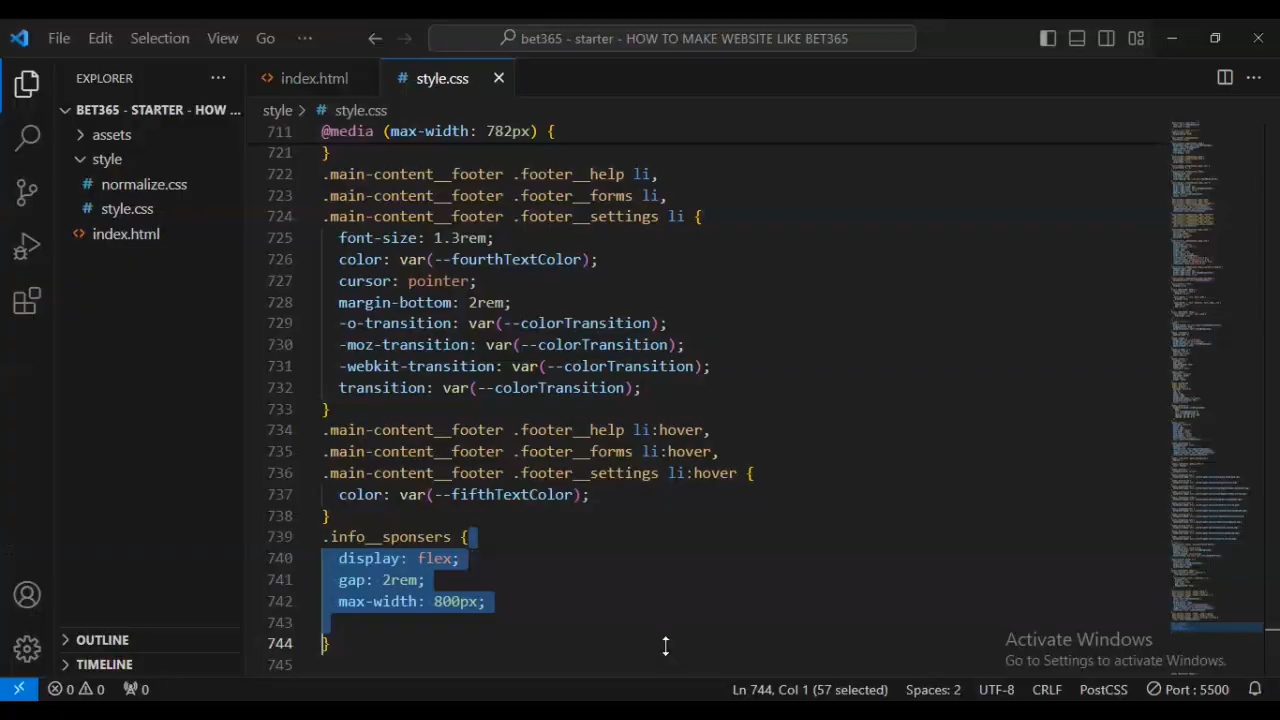 File Edit Selection View Go ··· bet365 - starter - HOW TO MAKE WEBSITE LIKE BET365
EXPLORER ···
BET365 - STARTER - HOW ...
assets
style
# normalize.css
# style.css
<> index.html
OUTLINE
TIMELINE
<> index.html # style.css
style > # style.css
711 @media (max-width: 782px) {
721 }
722 .main-content__footer .footer__help li,
723 .main-content__footer .footer__forms li,
724 .main-content__footer .footer__settings li {
725 font-size: 1.3rem;
726 color: var(--fourthTextColor);
727 cursor: pointer;
728 margin-bottom: 2rem;
729 -o-transition: var(--colorTransition);
730 -moz-transition: var(--colorTransition);
731 -webkit-transition: var(--colorTransition);
732 transition: var(--colorTransition);
733 }
734 .main-content__footer .footer__help li:hover,
735 .main-content__footer .footer__forms li:hover,
736 .main-content__footer .footer__settings li:hover {
737 color: var(--fifthTextColor);
738 }
739 .info__sponsers {
740 display: flex;
741 gap: 2rem;
742 max-width: 800px;
743
744 }
745
Activate Windows
Go to Settings to activate Windows.
0 0 0 Ln 744, Col 1 (57 selected) Spaces: 2 UTF-8 CRLF PostCSS Port : 5500